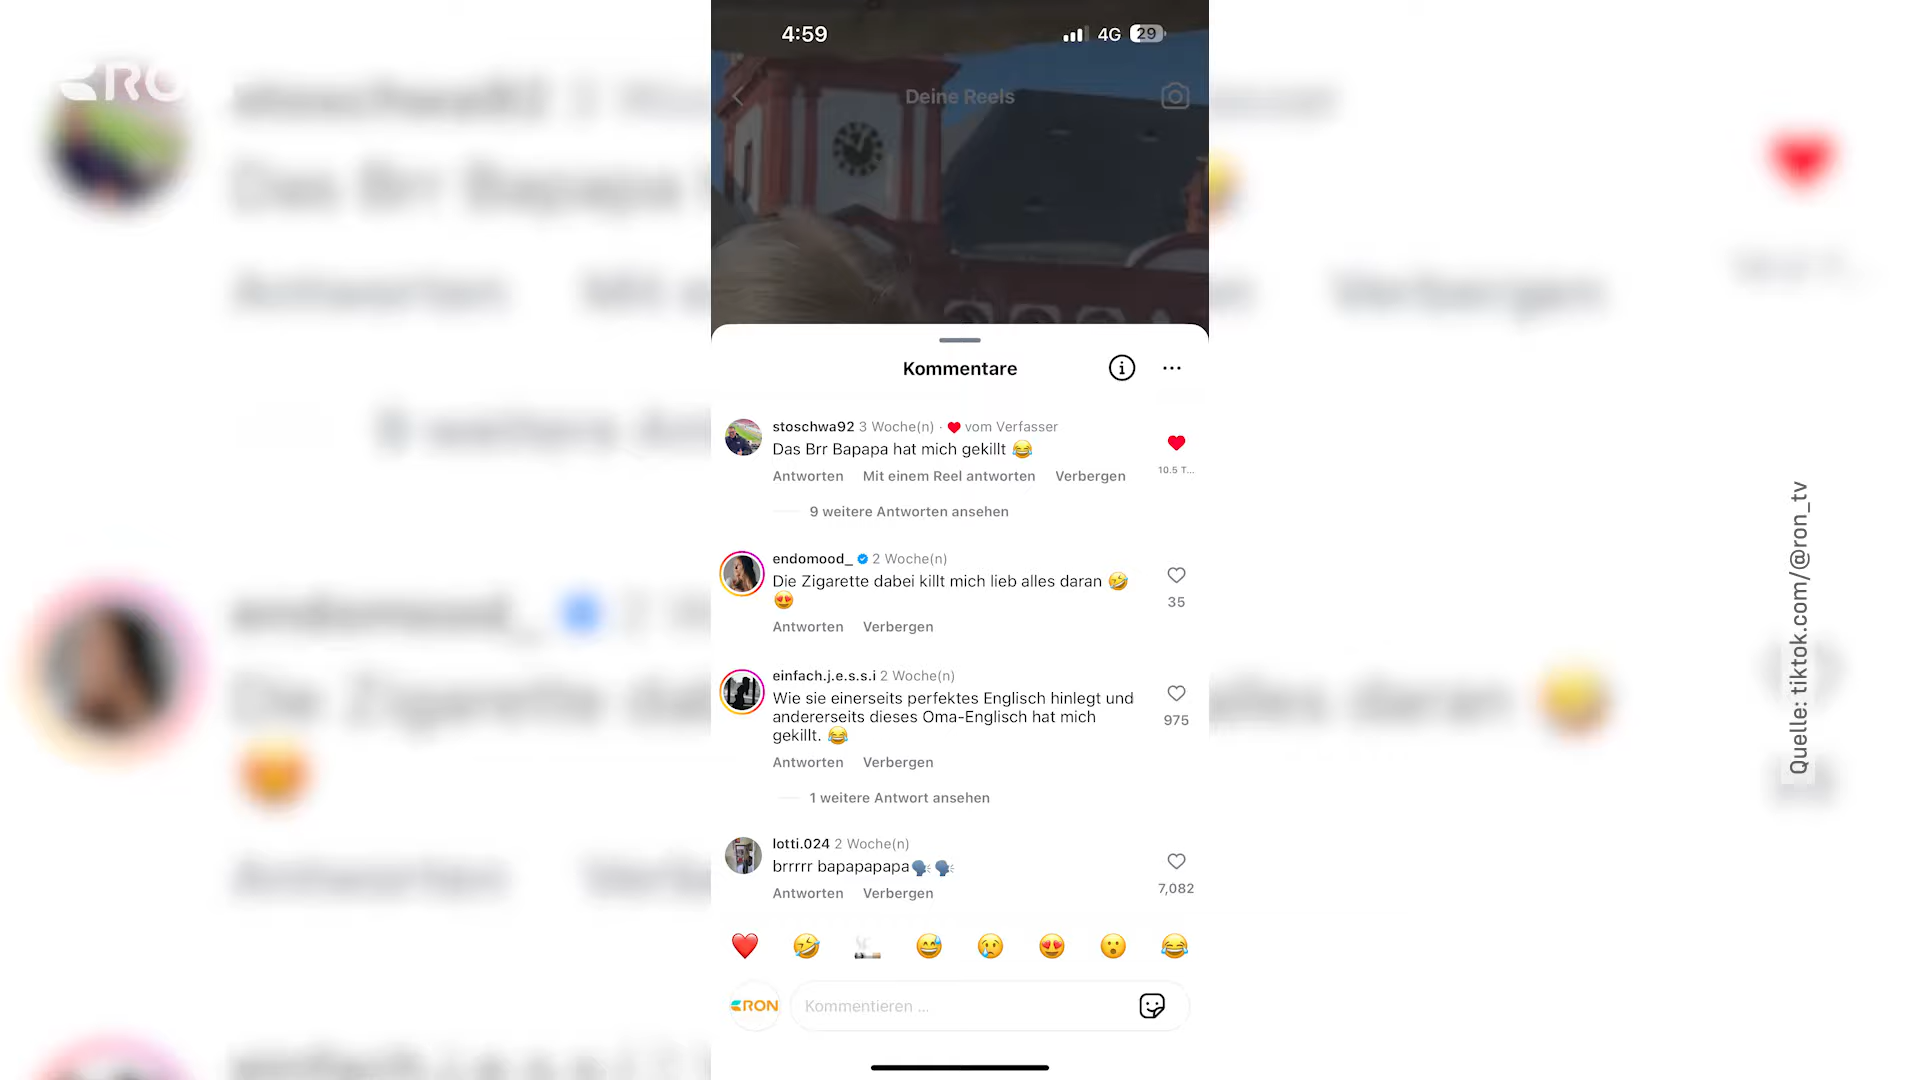 RON
4:59
4G 29
Deine Reels
Kommentare
stoschwa92 3 Woche(n) · ❤️ vom Verfasser
Das Brr Bapapa hat mich gekillt 😂
10.5 T...
Antworten Mit einem Reel antworten Verbergen
9 weitere Antworten ansehen
endomood_ 2 Woche(n)
Die Zigarette dabei killt mich lieb alles daran 🤣
😍
35
Antworten Verbergen
einfach.j.e.s.s.i 2 Woche(n)
Wie sie einerseits perfektes Englisch hinlegt und
andererseits dieses Oma-Englisch hat mich
gekillt. 😂
975
Antworten Verbergen
1 weitere Antwort ansehen
lotti.024 2 Woche(n)
brrrrr bapapapapa🗣️🗣️
7,082
Antworten Verbergen
❤️ 🤣 🚬 😅 😢 😍 😮 😂
RON
Kommentieren ...
Quelle: tiktok.com/@ron_tv